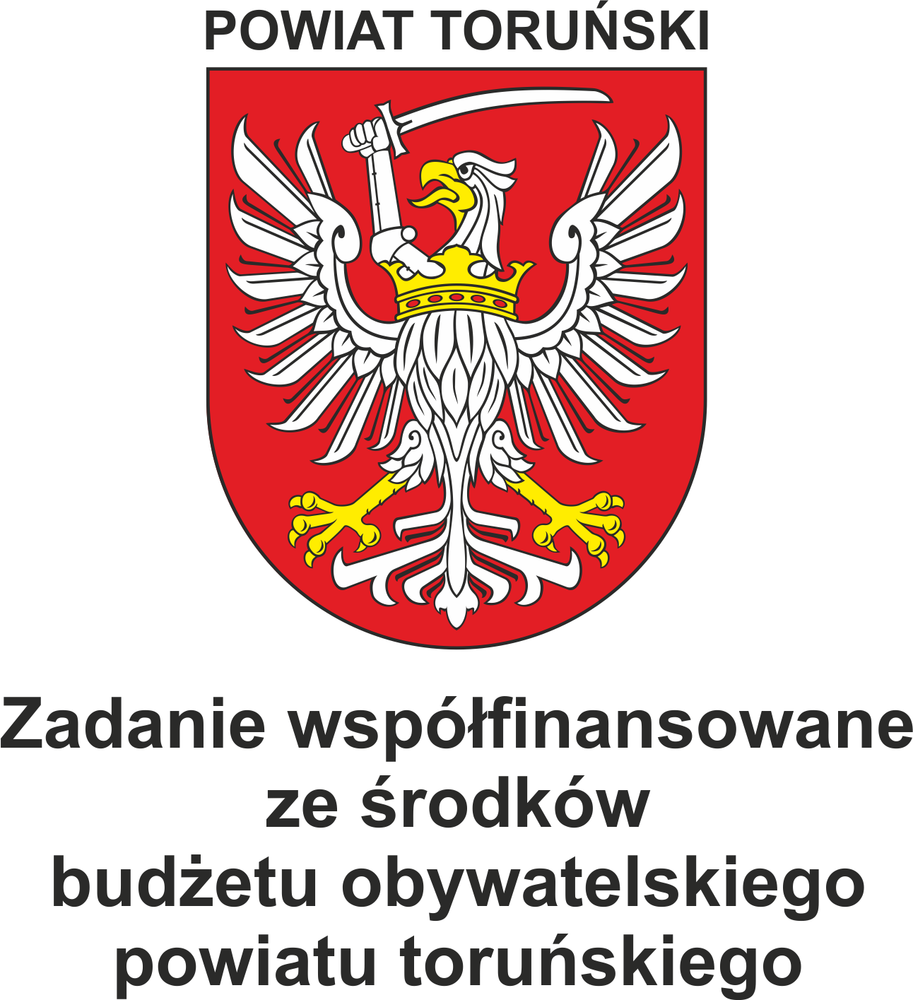 POWIAT TORUŃSKI
Zadanie współfinansowane
ze środków
budżetu obywatelskiego
powiatu toruńskiego